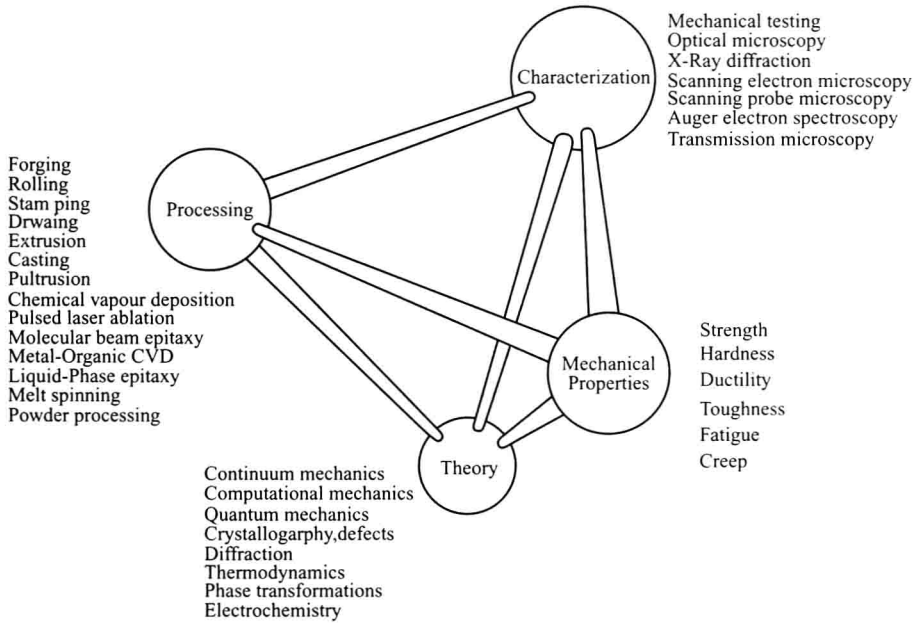 Mechanical testing
Optical microscopy
X-Ray diffraction
Scanning electron microscopy
Scanning probe microscopy
Auger electron spectroscopy
Transmission microscopy
Characterization
Forging
Rolling
Stam ping
Drwaing
Extrusion
Casting
Pultrusion
Chemical vapour deposition
Pulsed laser ablation
Molecular beam epitaxy
Metal-Organic CVD
Liquid-Phase epitaxy
Melt spinning
Powder processing
Processing
Mechanical
Properties
Strength
Hardness
Ductility
Toughness
Fatigue
Creep
Theory
Continuum mechanics
Computational mechanics
Quantum mechanics
Crystallogarphy,defects
Diffraction
Thermodynamics
Phase transformations
Electrochemistry